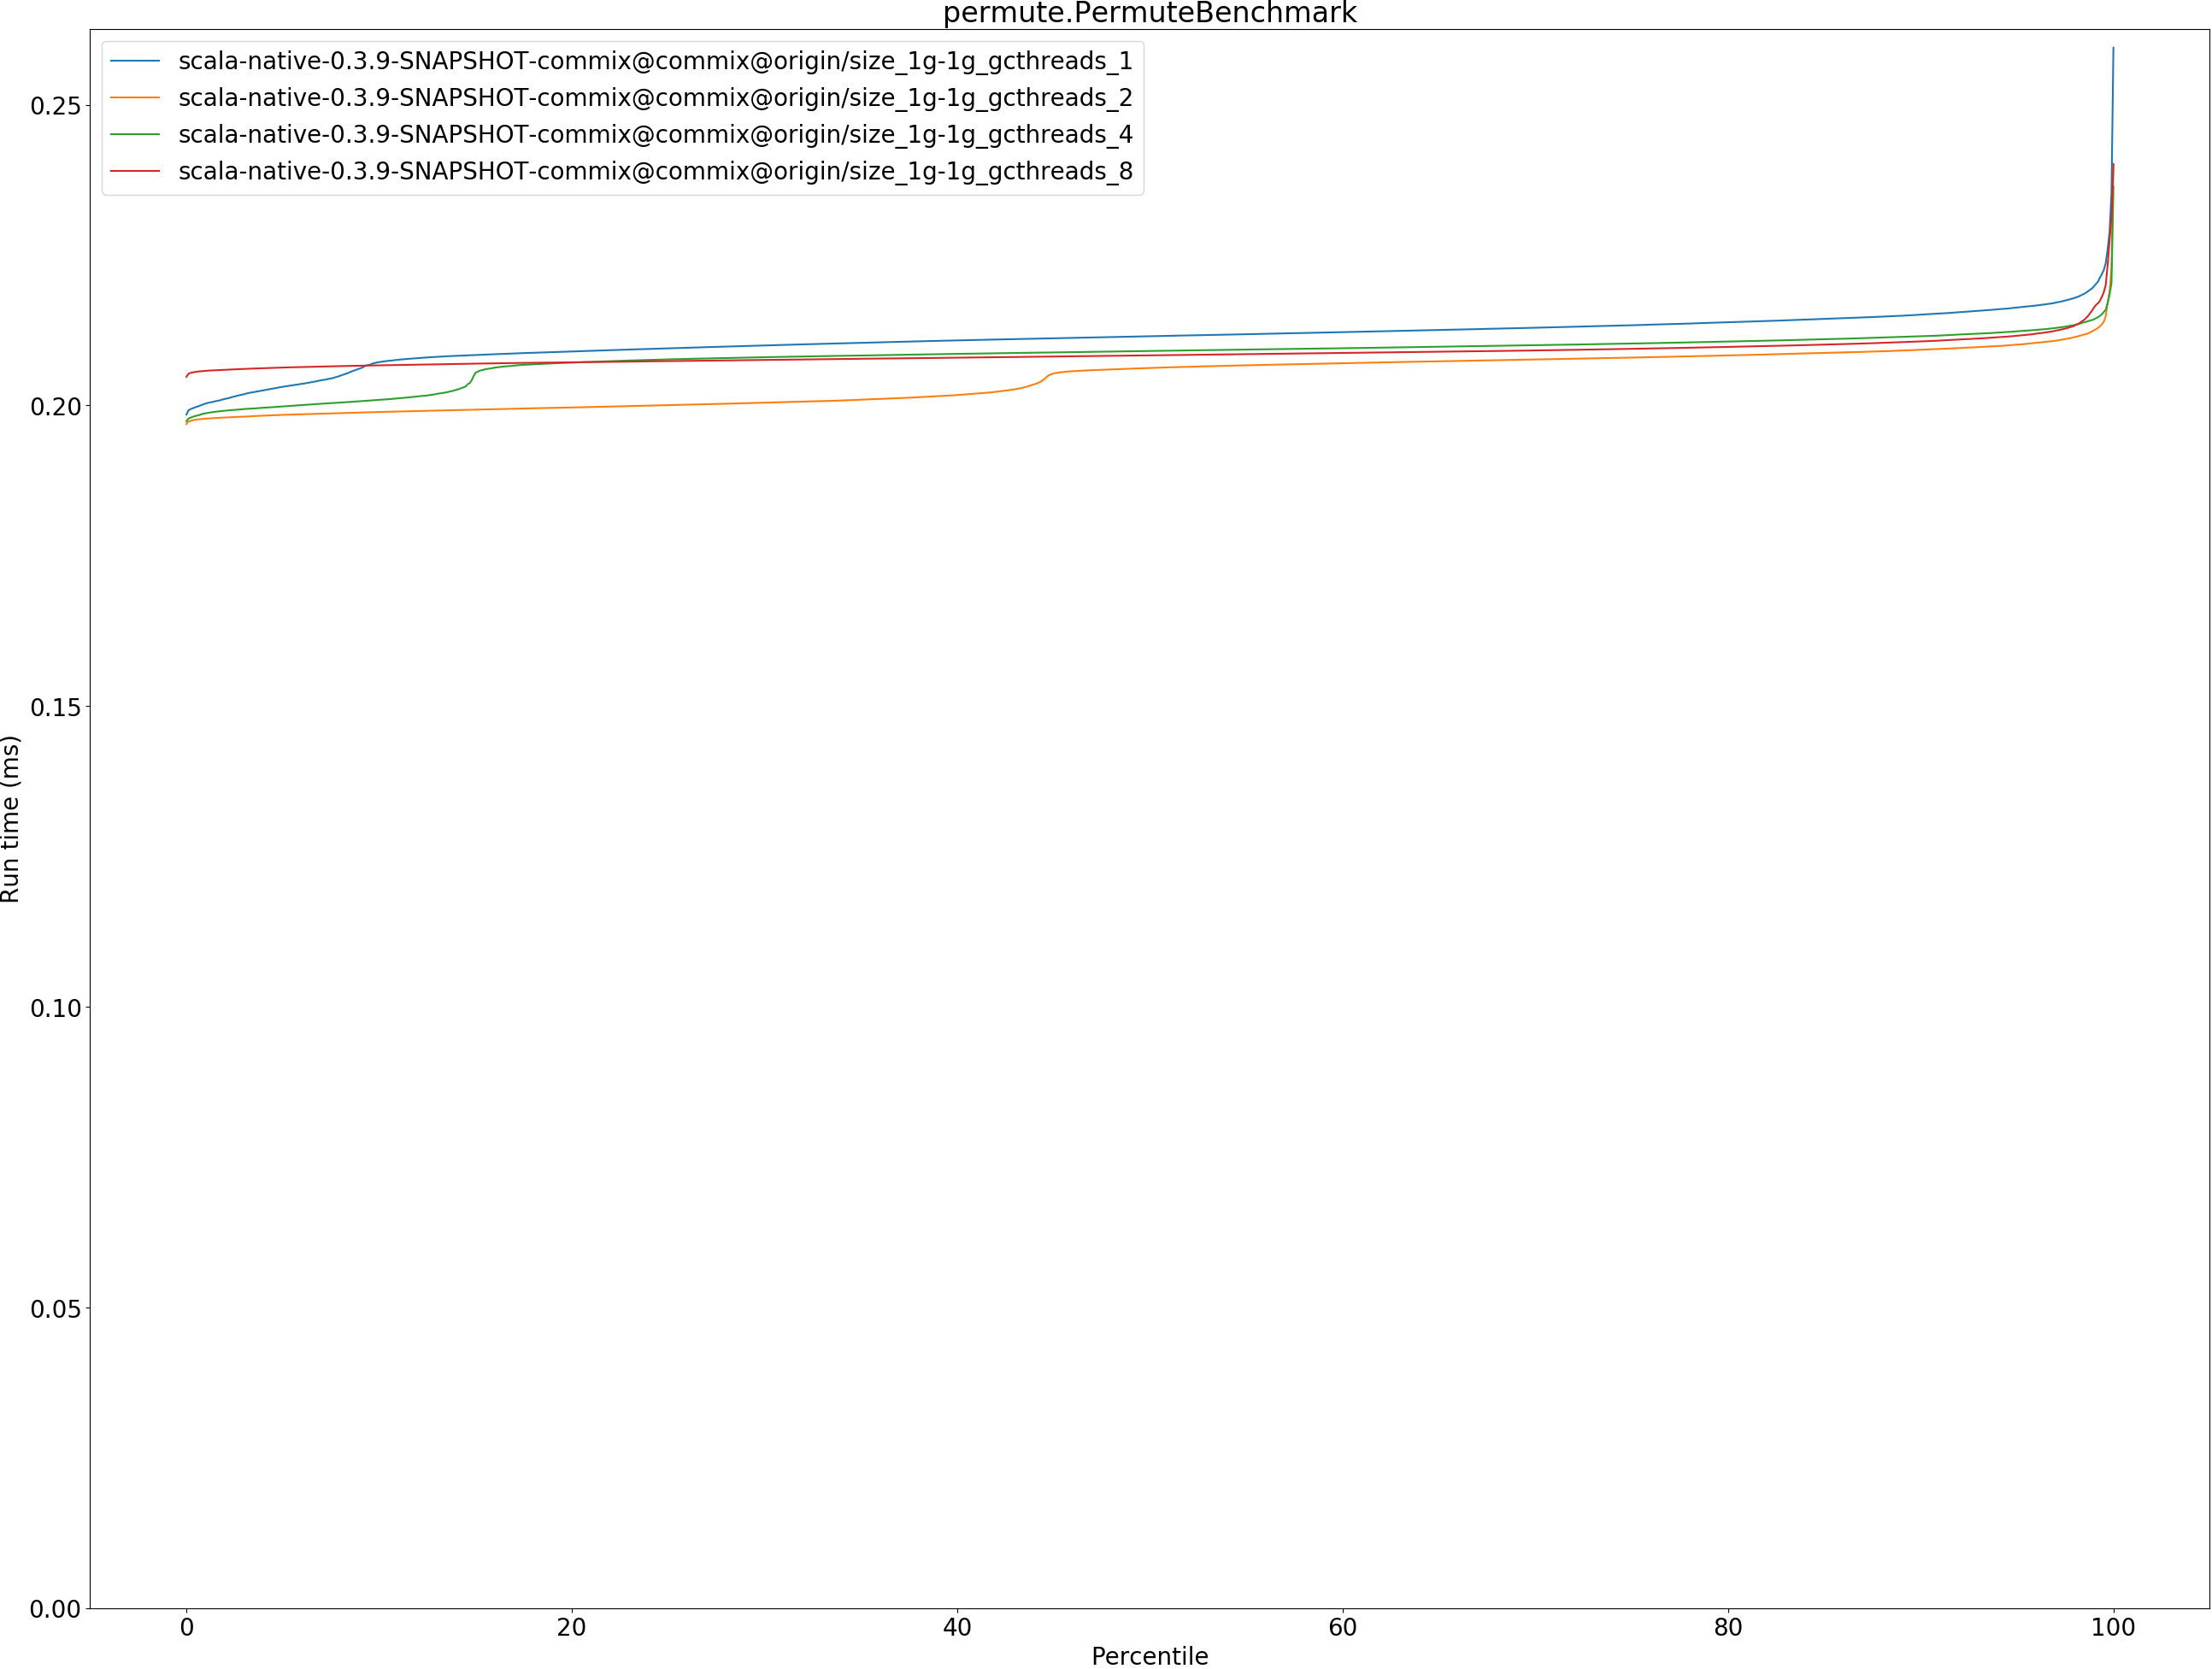 permute.PermuteBenchmark
scala-native-0.3.9-SNAPSHOT-commix@commix@origin/size_1g-1g_gcthreads_1
scala-native-0.3.9-SNAPSHOT-commix@commix@origin/size_1g-1g_gcthreads_2
scala-native-0.3.9-SNAPSHOT-commix@commix@origin/size_1g-1g_gcthreads_4
scala-native-0.3.9-SNAPSHOT-commix@commix@origin/size_1g-1g_gcthreads_8
0.25
0.20
0.15
0.10
0.05
0.00
Run time (ms)
0 20 40 60 80 100
Percentile